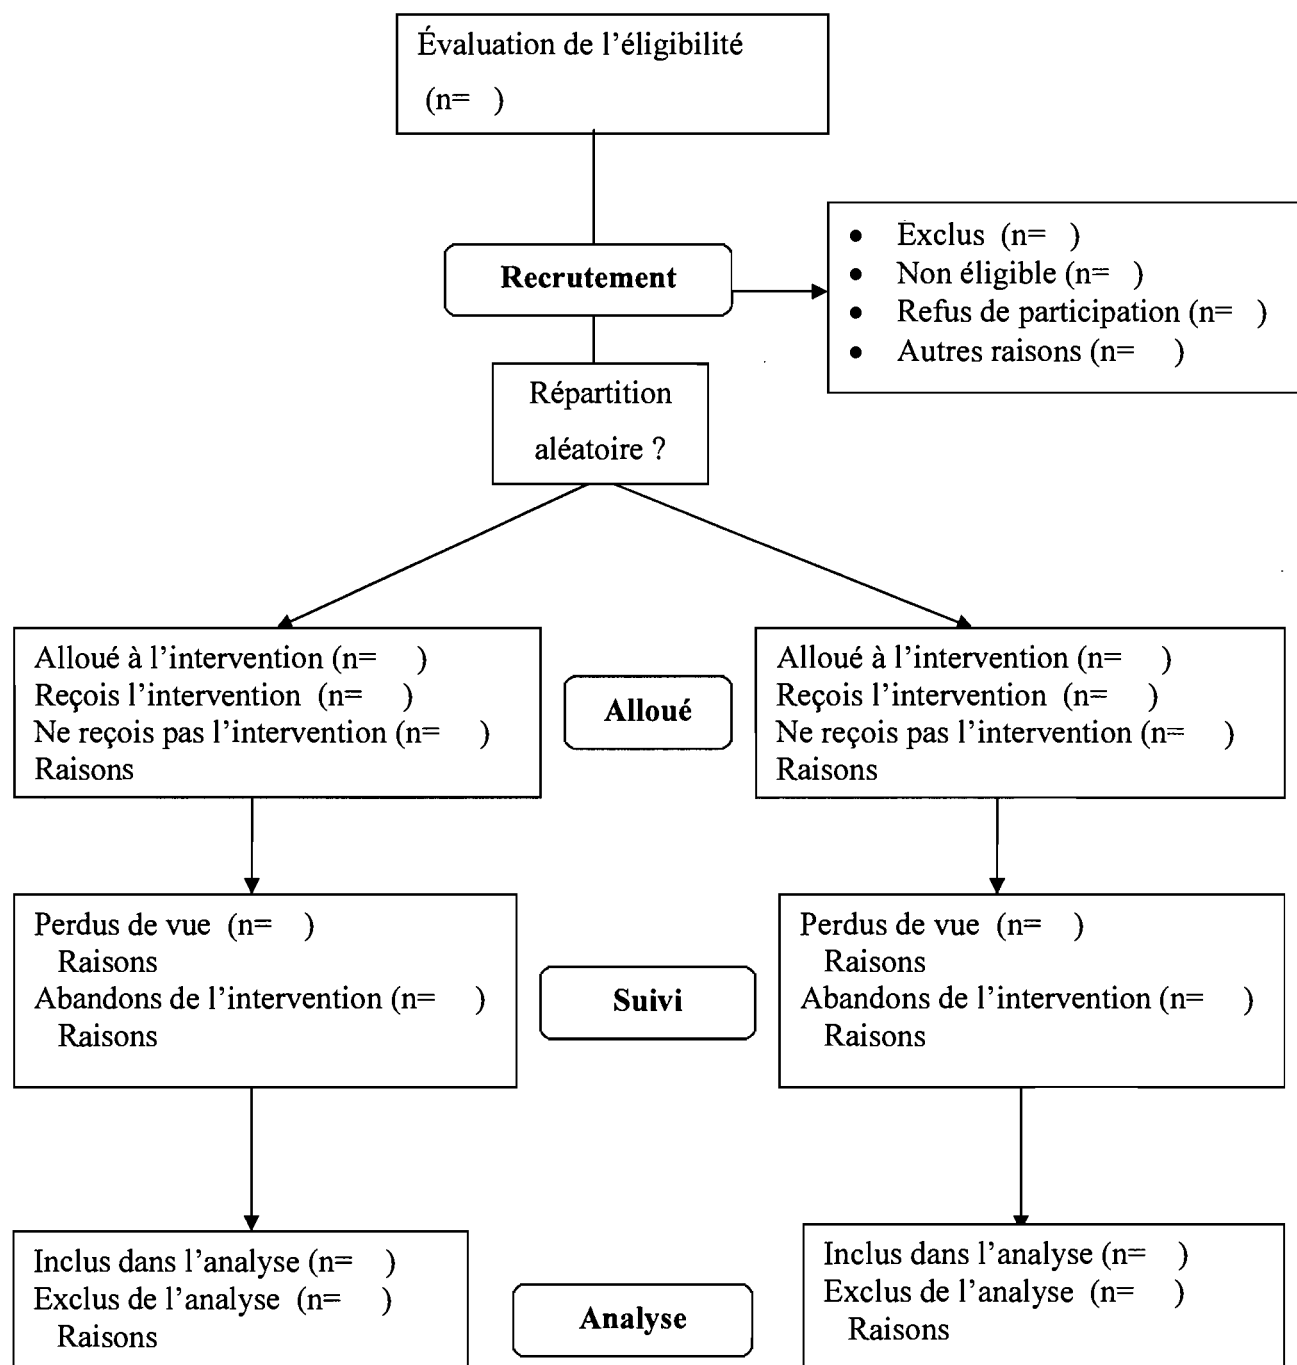 Évaluation de l'éligibilité
(n=   )
Recrutement
• Exclus (n=   )
• Non éligible (n=   )
• Refus de participation (n=   )
• Autres raisons (n=   )
Répartition
aléatoire ?
Alloué à l'intervention (n=   )
Reçois l'intervention (n=   )
Ne reçois pas l'intervention (n=   )
Raisons
Alloué
Alloué à l'intervention (n=   )
Reçois l'intervention (n=   )
Ne reçois pas l'intervention (n=   )
Raisons
Perdus de vue (n=   )
Raisons
Abandons de l'intervention (n=   )
Raisons
Suivi
Perdus de vue (n=   )
Raisons
Abandons de l'intervention (n=   )
Raisons
Inclus dans l'analyse (n=   )
Exclus de l'analyse (n=   )
Raisons
Analyse
Inclus dans l'analyse (n=   )
Exclus de l'analyse (n=   )
Raisons